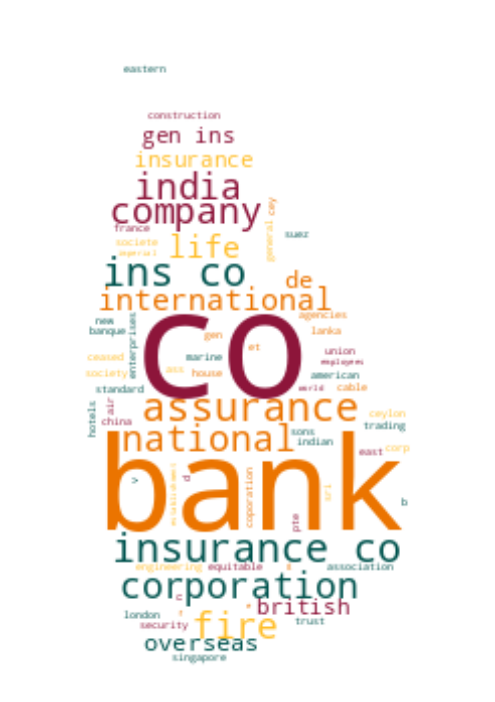 eastern
construction
gen ins
insurance
india
company
cey
france
general
suez
societe
life
imperial
ins co
de
international
new
agencies
banque
enterprises
gen
lanka
co
et
ceased
marine
union
employees
society
ass
house
american
standard
world
cable
hotels
air
assurance
ceylon
china
trading
national
sons
indian
east
corp
bank
>
d
establishment
coporation
sri
pte
b
insurance co
engineering
equitable
association
corporation
c
british
london
fire
trust
security
overseas
singapore